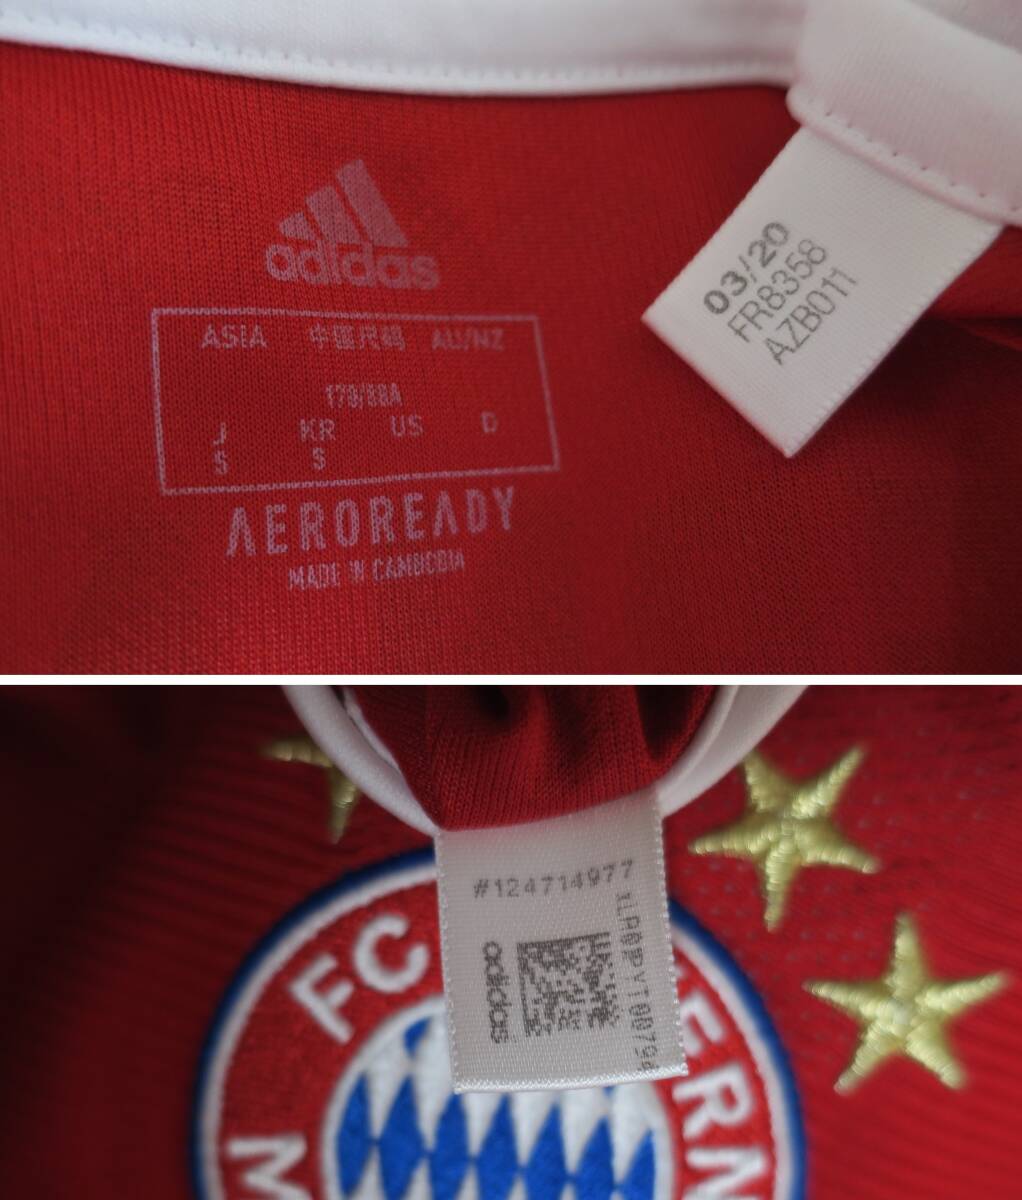 adidas
ASIA 中国尺码 AU/NZ
J KR US D
S S
AEROREADY
MADE IN CAMBODIA
03/20
FR8358
AZB011
#124714977
adidas
FC
ERN
M